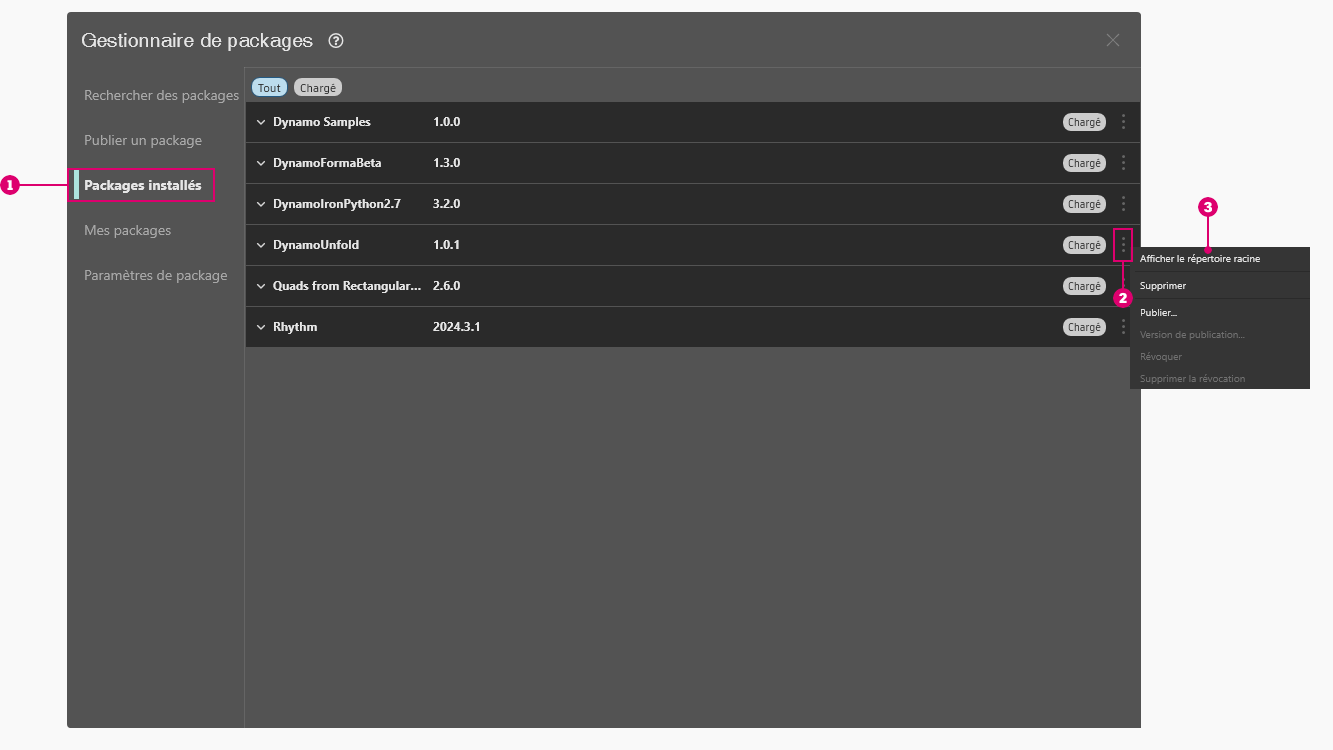 Gestionnaire de packages
Rechercher des packages
Publier un package
1
Packages installés
Mes packages
Paramètres de package
Tout Chargé
Dynamo Samples 1.0.0 Chargé
DynamoFormaBeta 1.3.0 Chargé
DynamoIronPython2.7 3.2.0 Chargé
DynamoUnfold 1.0.1 Chargé
Quads from Rectangular... 2.6.0 Chargé
Rhythm 2024.3.1 Chargé
2
3
Afficher le répertoire racine
Supprimer
Publier...
Version de publication...
Révoquer
Supprimer la révocation